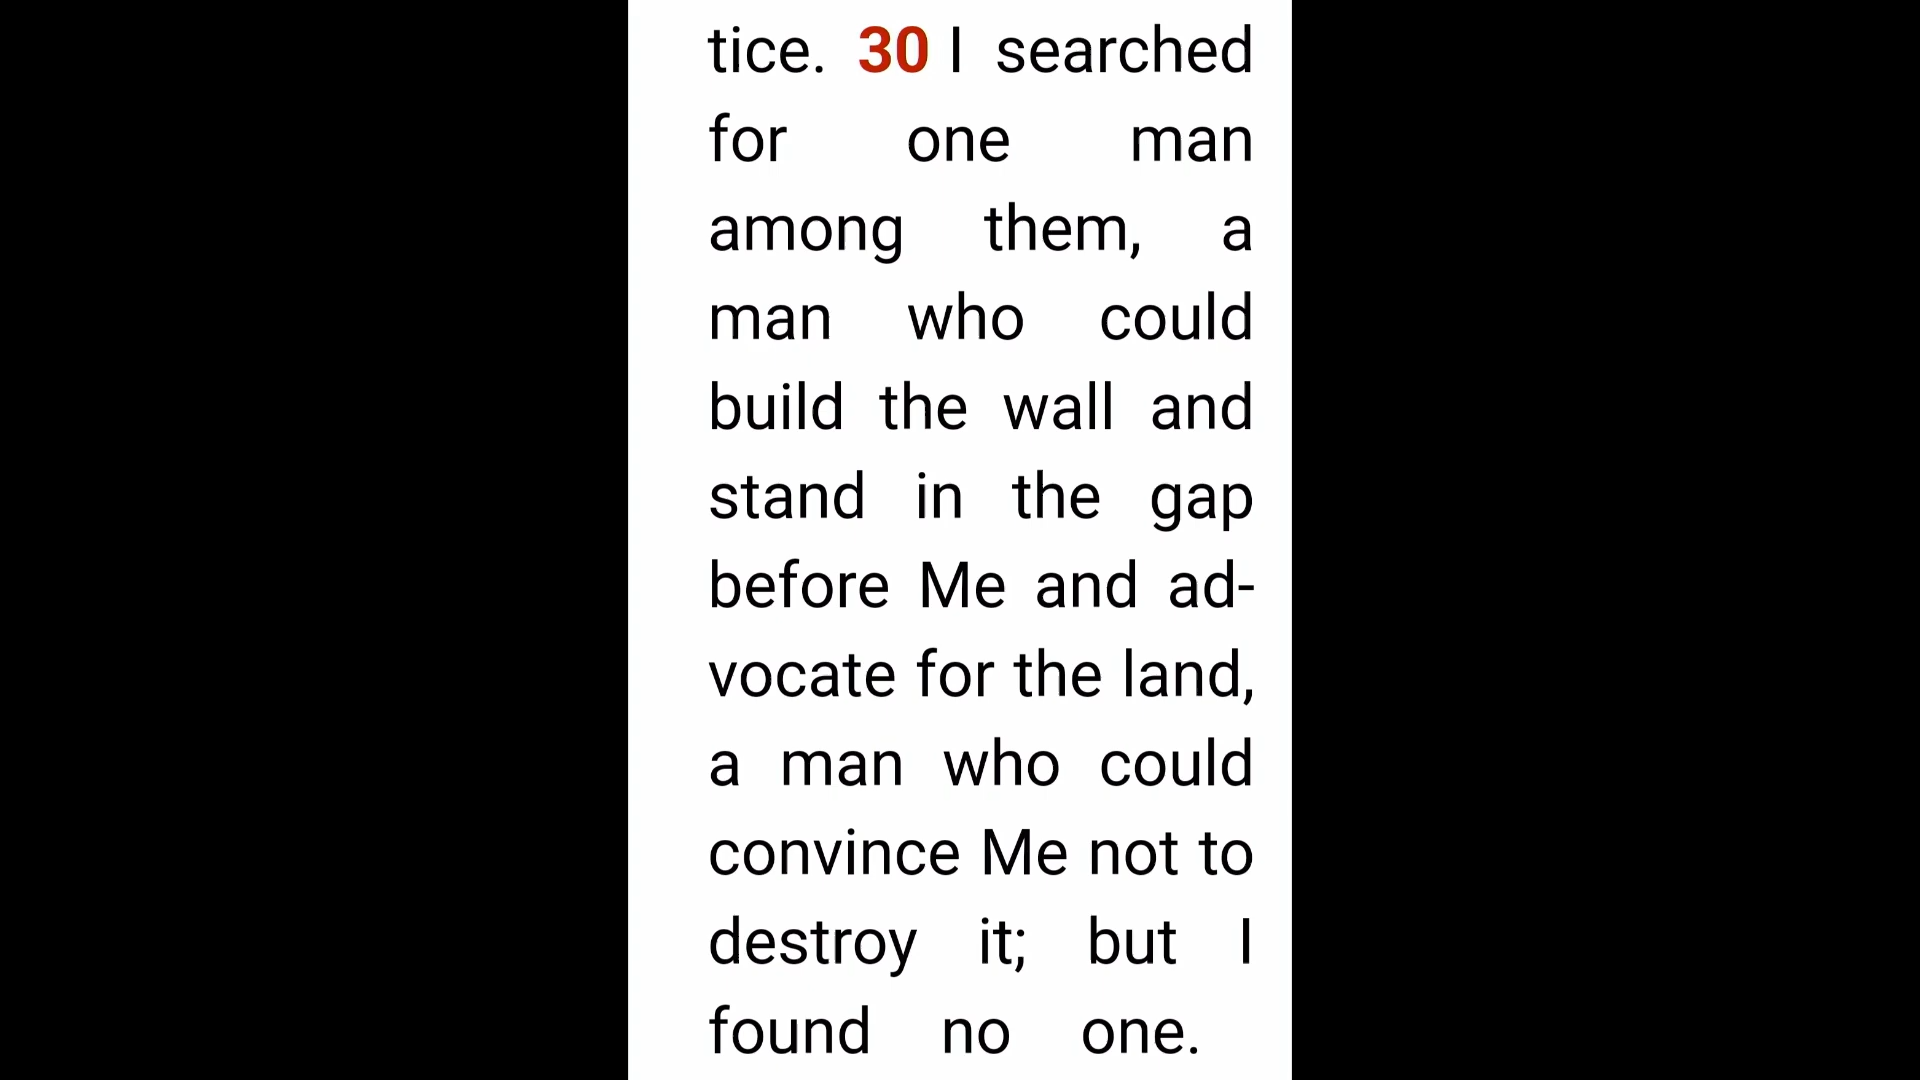 tice. 30 I searched
for one man
among them, a
man who could
build the wall and
stand in the gap
before Me and ad-
vocate for the land,
a man who could
convince Me not to
destroy it; but I
found no one.